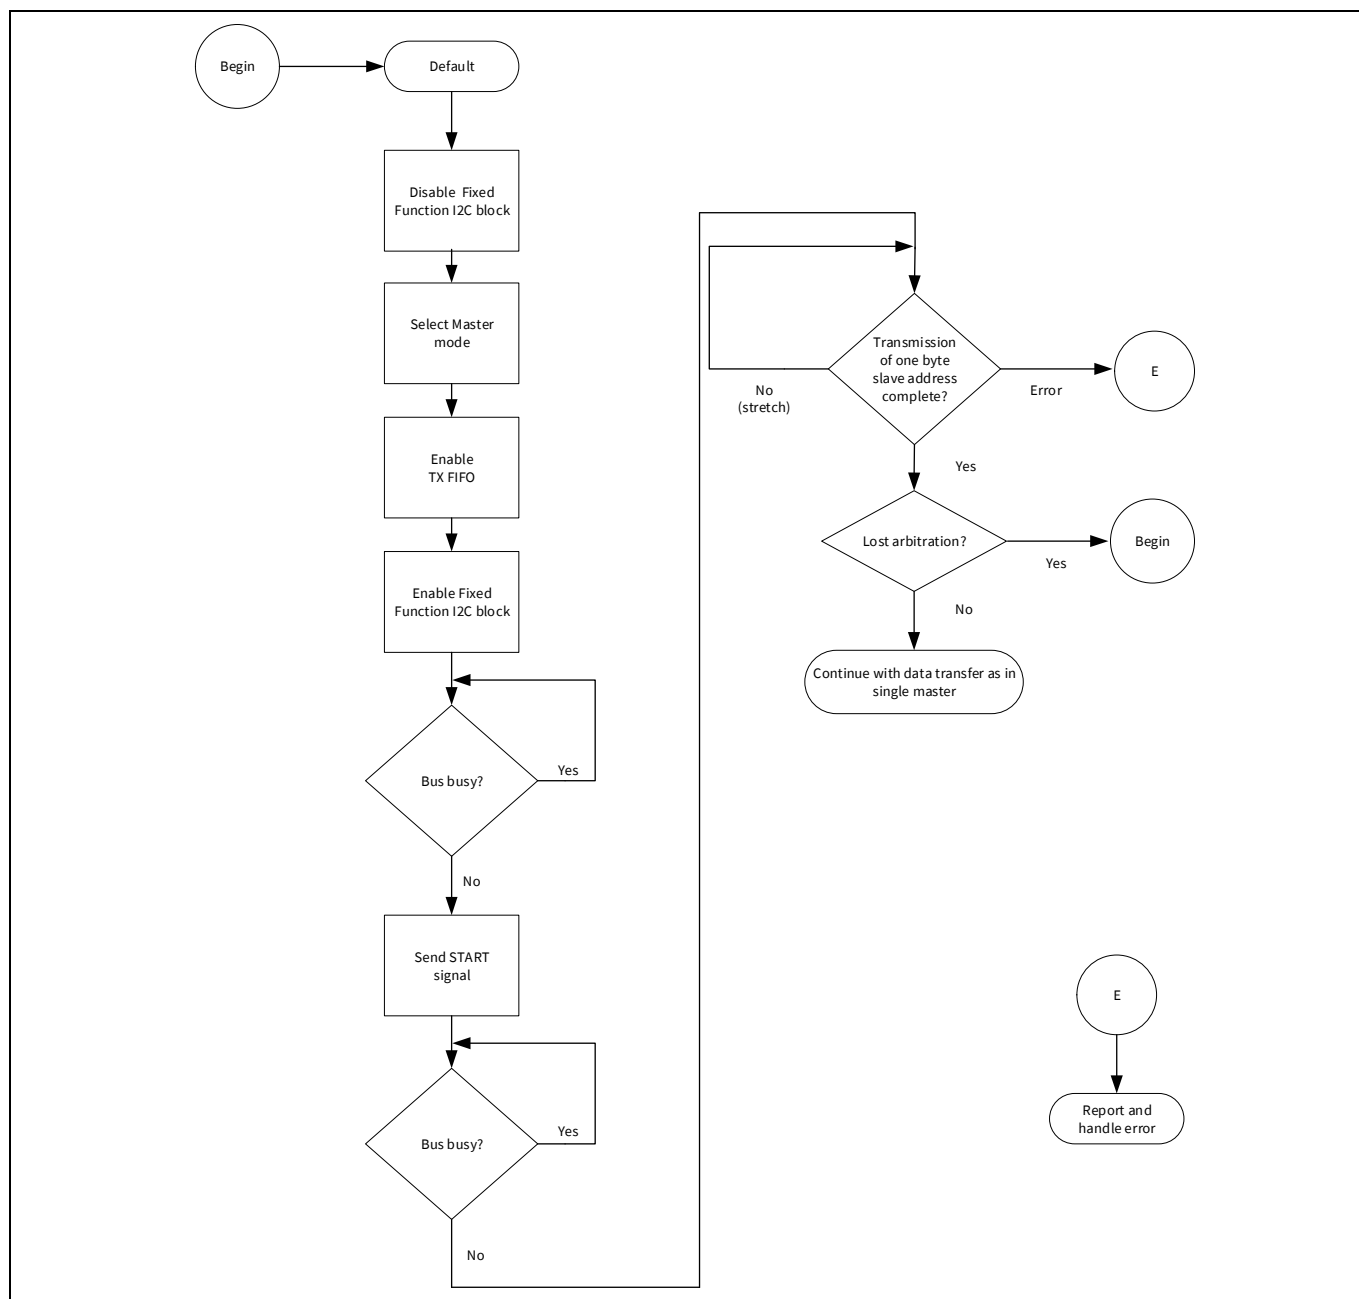 Begin
Default
Disable Fixed
Function I2C block
Select Master
mode
Enable
TX FIFO
Enable Fixed
Function I2C block
Bus busy?
Yes
No
Send START
signal
Bus busy?
Yes
No
Transmission
of one byte
slave address
complete?
No
(stretch)
Error
E
Yes
Lost arbitration?
Yes
Begin
No
Continue with data transfer as in
single master
E
Report and
handle error